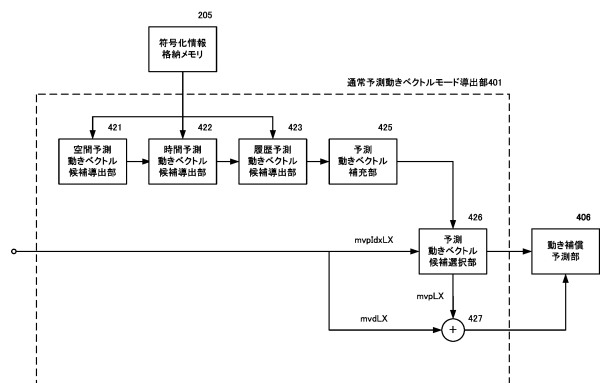 205
符号化情報
格納メモリ
通常予測動きベクトルモード導出部401
421
422
423
425
空間予測
動きベクトル
候補導出部
時間予測
動きベクトル
候補導出部
履歴予測
動きベクトル
候補導出部
予測
動きベクトル
補充部
426
406
mvpIdxLX
予測
動きベクトル
候補選択部
動き補償
予測部
mvpLX
mvdLX
+
427